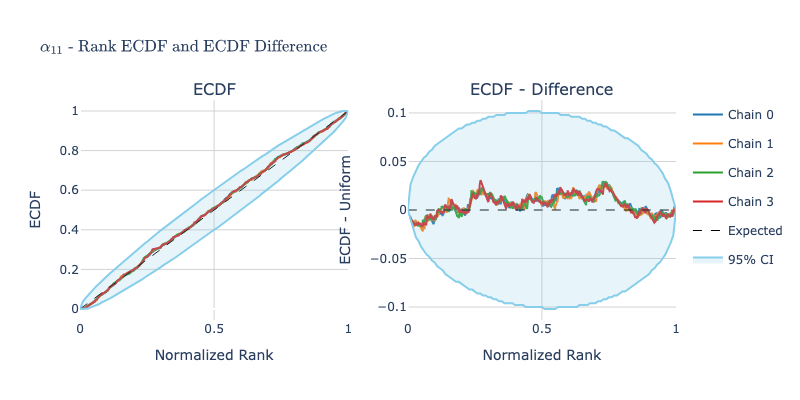 α₁₁ - Rank ECDF and ECDF Difference
ECDF
ECDF - Difference
1
0.8
0.6
0.4
0.2
0
ECDF
0
0.5
1
Normalized Rank
0.1
0.05
0
−0.05
−0.1
ECDF - Uniform
0
0.5
1
Normalized Rank
Chain 0
Chain 1
Chain 2
Chain 3
Expected
95% CI